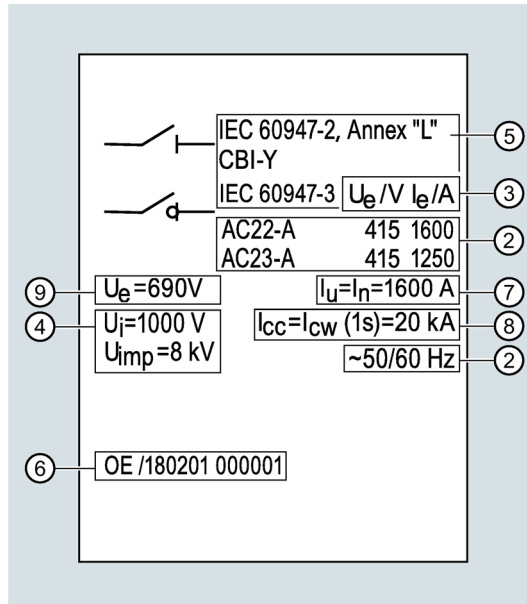 IEC 60947-2, Annex "L"
CBI-Y
5
IEC 60947-3 Ue/V Ie/A
3
AC22-A 415 1600
AC23-A 415 1250
2
9
Ue=690V
Iu=In=1600 A
7
4
Ui=1000 V
Uimp=8 kV
Icc=Icw (1s)=20 kA
8
~50/60 Hz
2
6
OE /180201 000001